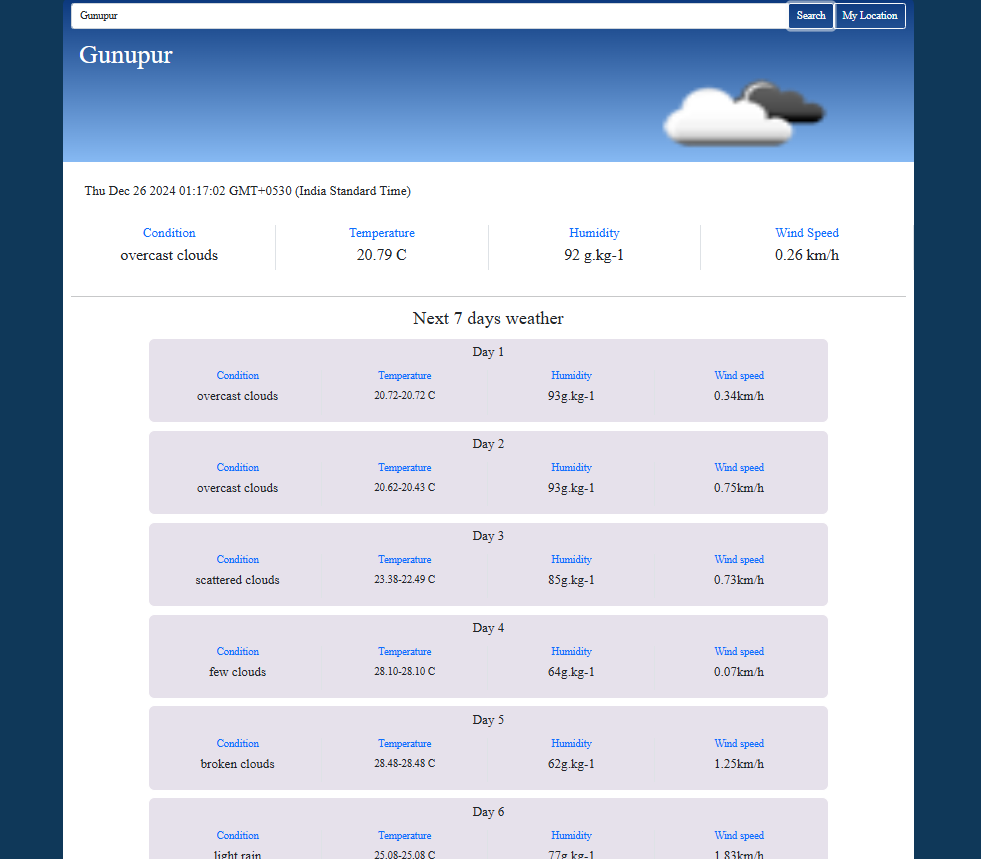 Gunupur Search My Location
Gunupur
Thu Dec 26 2024 01:17:02 GMT+0530 (India Standard Time)
Condition Temperature Humidity Wind Speed
overcast clouds 20.79 C 92 g.kg-1 0.26 km/h
Next 7 days weather
Day 1
Condition Temperature Humidity Wind speed
overcast clouds 20.72-20.72 C 93g.kg-1 0.34km/h
Day 2
Condition Temperature Humidity Wind speed
overcast clouds 20.62-20.43 C 93g.kg-1 0.75km/h
Day 3
Condition Temperature Humidity Wind speed
scattered clouds 23.38-22.49 C 85g.kg-1 0.73km/h
Day 4
Condition Temperature Humidity Wind speed
few clouds 28.10-28.10 C 64g.kg-1 0.07km/h
Day 5
Condition Temperature Humidity Wind speed
broken clouds 28.48-28.48 C 62g.kg-1 1.25km/h
Day 6
Condition Temperature Humidity Wind speed
light rain 25.08-25.08 C 77g.kg-1 1.83km/h